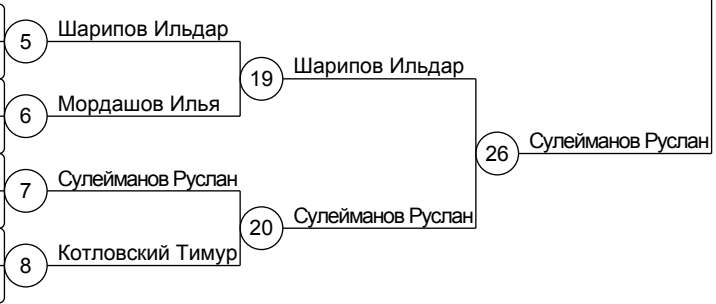 5 Шарипов Ильдар
19 Шарипов Ильдар
6 Мордашов Илья
26 Сулейманов Руслан
7 Сулейманов Руслан
20 Сулейманов Руслан
8 Котловский Тимур